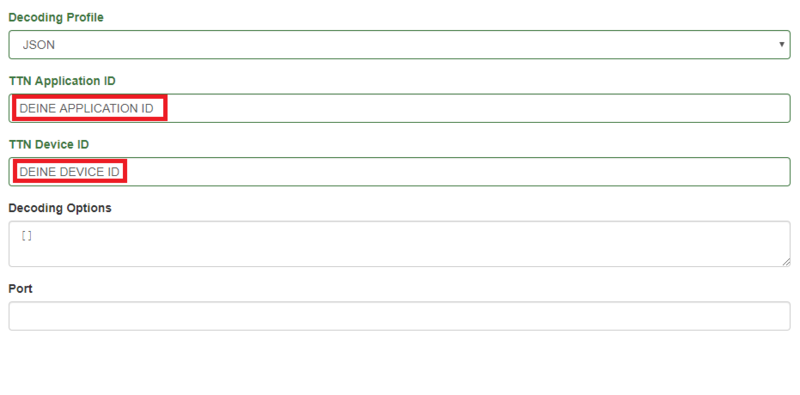 Decoding Profile
JSON
TTN Application ID
DEINE APPLICATION ID
TTN Device ID
DEINE DEVICE ID
Decoding Options
[]
Port